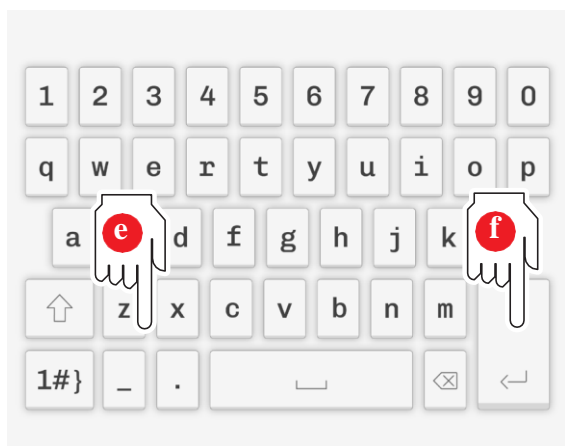 1 2 3 4 5 6 7 8 9 0
q w e r t y u i o p
a e d f g h j k f
z x c v b n m
1#} _ .